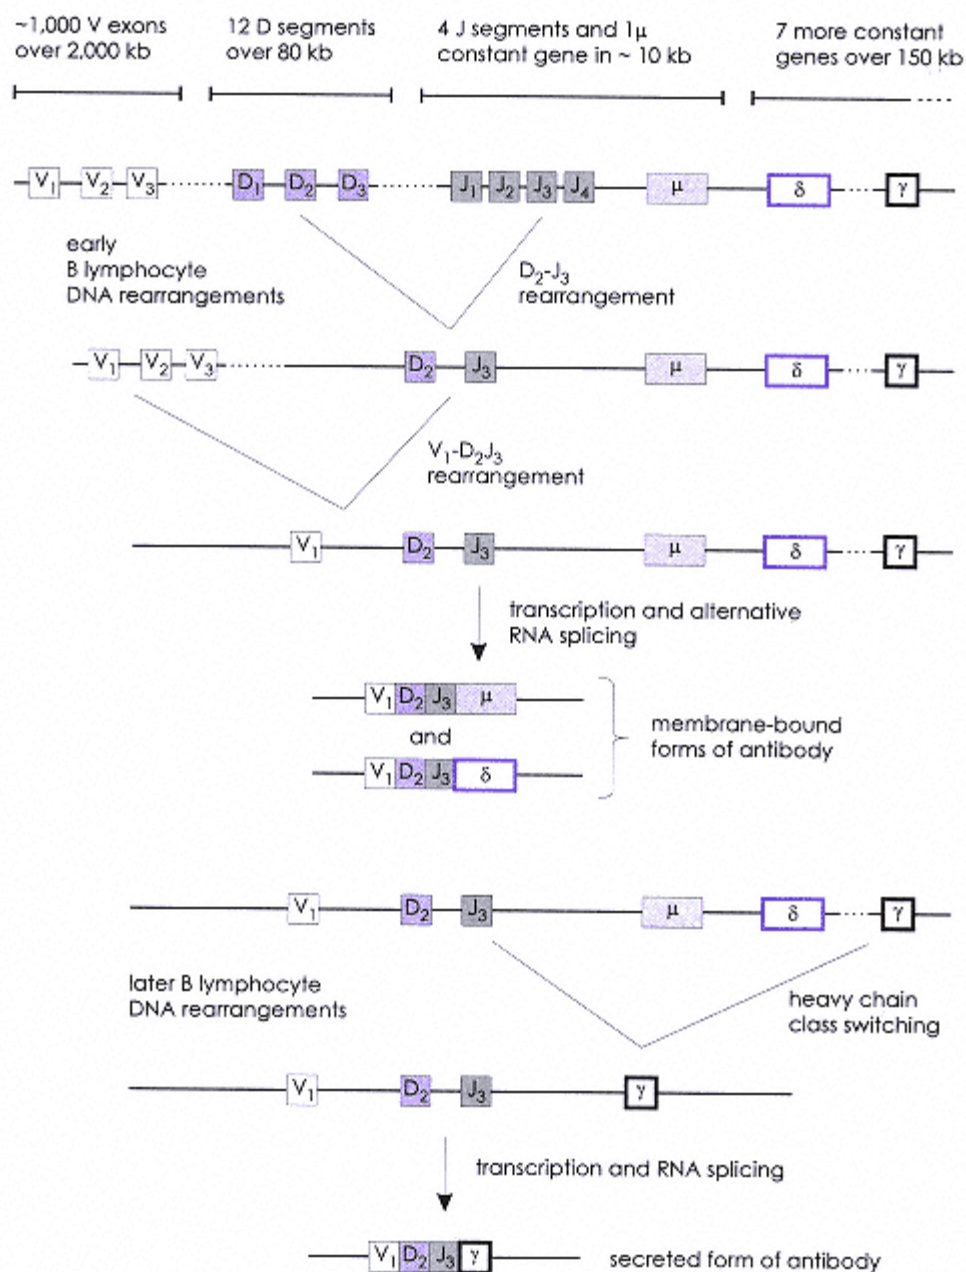 ~1,000 V exons
over 2,000 kb
12 D segments
over 80 kb
4 J segments and 1μ
constant gene in ~ 10 kb
7 more constant
genes over 150 kb
V1 V2 V3 D1 D2 D3 J1 J2 J3 J4 μ δ γ
early
B lymphocyte
DNA rearrangements
D2-J3
rearrangement
V1 V2 V3 D2 J3 μ δ γ
V1-D2J3
rearrangement
V1 D2 J3 μ δ γ
transcription and alternative
RNA splicing
V1 D2 J3 μ
and
V1 D2 J3 δ
membrane-bound
forms of antibody
V1 D2 J3 μ δ γ
later B lymphocyte
DNA rearrangements
heavy chain
class switching
V1 D2 J3 γ
transcription and RNA splicing
V1 D2 J3 γ
secreted form of antibody